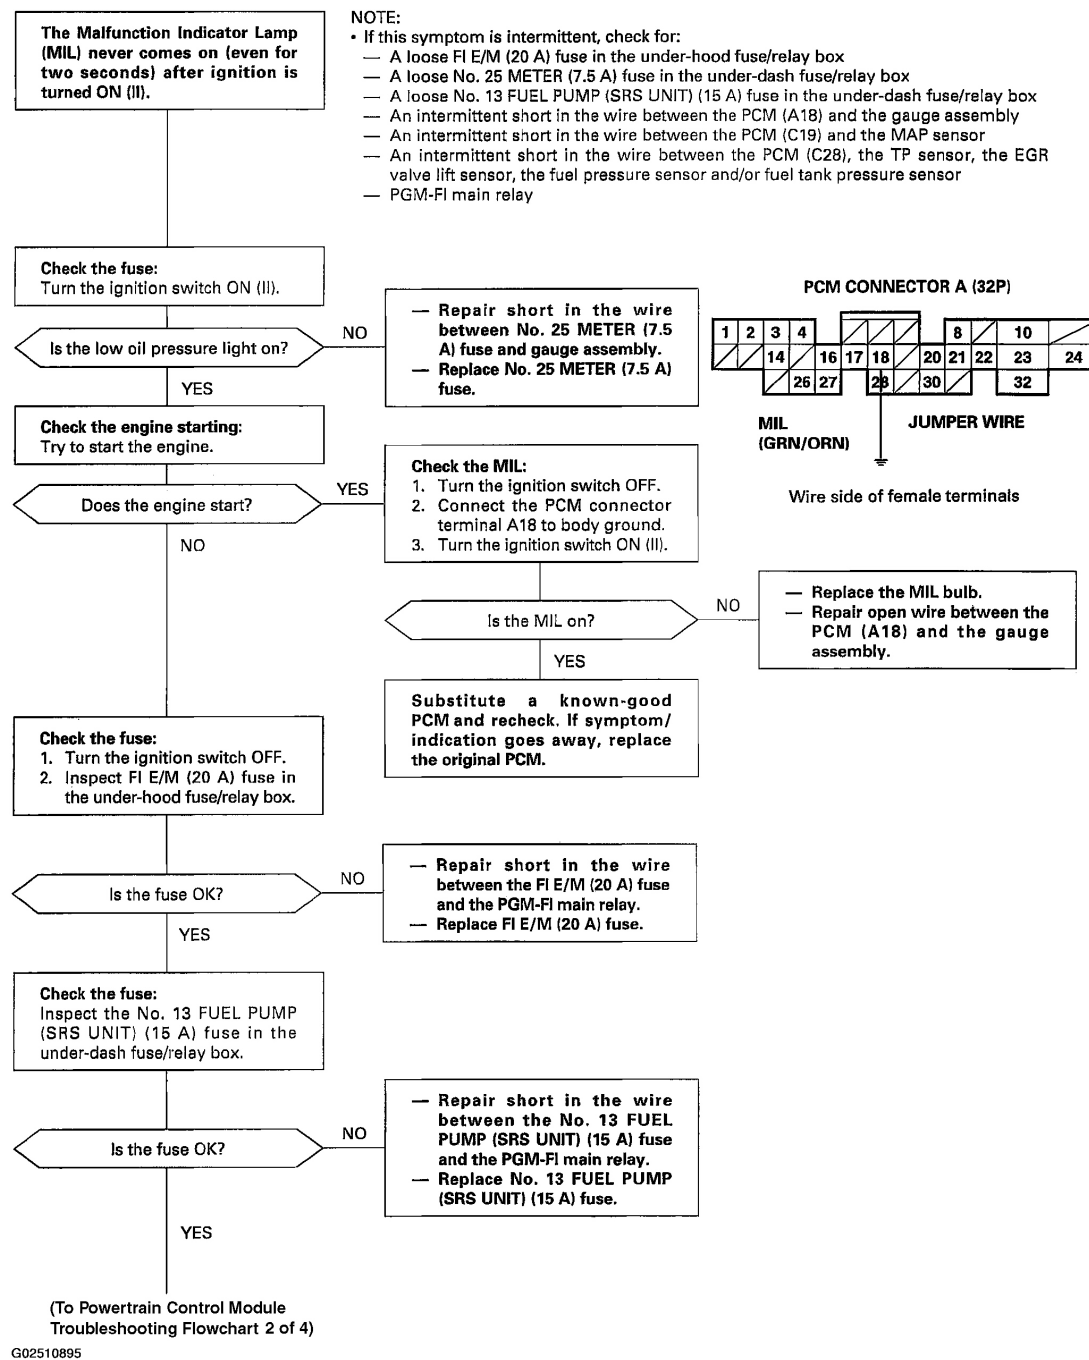 The Malfunction Indicator Lamp
(MIL) never comes on (even for
two seconds) after ignition is
turned ON (II).
NOTE:
• If this symptom is intermittent, check for:
— A loose FI E/M (20 A) fuse in the under-hood fuse/relay box
— A loose No. 25 METER (7.5 A) fuse in the under-dash fuse/relay box
— A loose No. 13 FUEL PUMP (SRS UNIT) (15 A) fuse in the under-dash fuse/relay box
— An intermittent short in the wire between the PCM (A18) and the gauge assembly
— An intermittent short in the wire between the PCM (C19) and the MAP sensor
— An intermittent short in the wire between the PCM (C28), the TP sensor, the EGR
valve lift sensor, the fuel pressure sensor and/or fuel tank pressure sensor
— PGM-FI main relay
Check the fuse:
Turn the ignition switch ON (II).
Is the low oil pressure light on?
NO
— Repair short in the wire
between No. 25 METER (7.5
A) fuse and gauge assembly.
— Replace No. 25 METER (7.5 A)
fuse.
YES
PCM CONNECTOR A (32P)
1 2 3 4 8 10
14 16 17 18 20 21 22 23 24
26 27 28 30 32
MIL
(GRN/ORN)
JUMPER WIRE
Wire side of female terminals
Check the engine starting:
Try to start the engine.
Does the engine start?
YES
Check the MIL:
1. Turn the ignition switch OFF.
2. Connect the PCM connector
terminal A18 to body ground.
3. Turn the ignition switch ON (II).
NO
Is the MIL on?
NO
— Replace the MIL bulb.
— Repair open wire between the
PCM (A18) and the gauge
assembly.
YES
Substitute a known-good
PCM and recheck. If symptom/
indication goes away, replace
the original PCM.
Check the fuse:
1. Turn the ignition switch OFF.
2. Inspect FI E/M (20 A) fuse in
the under-hood fuse/relay box.
Is the fuse OK?
NO
— Repair short in the wire
between the FI E/M (20 A) fuse
and the PGM-FI main relay.
— Replace FI E/M (20 A) fuse.
YES
Check the fuse:
Inspect the No. 13 FUEL PUMP
(SRS UNIT) (15 A) fuse in the
under-dash fuse/relay box.
Is the fuse OK?
NO
— Repair short in the wire
between the No. 13 FUEL
PUMP (SRS UNIT) (15 A) fuse
and the PGM-FI main relay.
— Replace No. 13 FUEL PUMP
(SRS UNIT) (15 A) fuse.
YES
(To Powertrain Control Module
Troubleshooting Flowchart 2 of 4)
G02510895